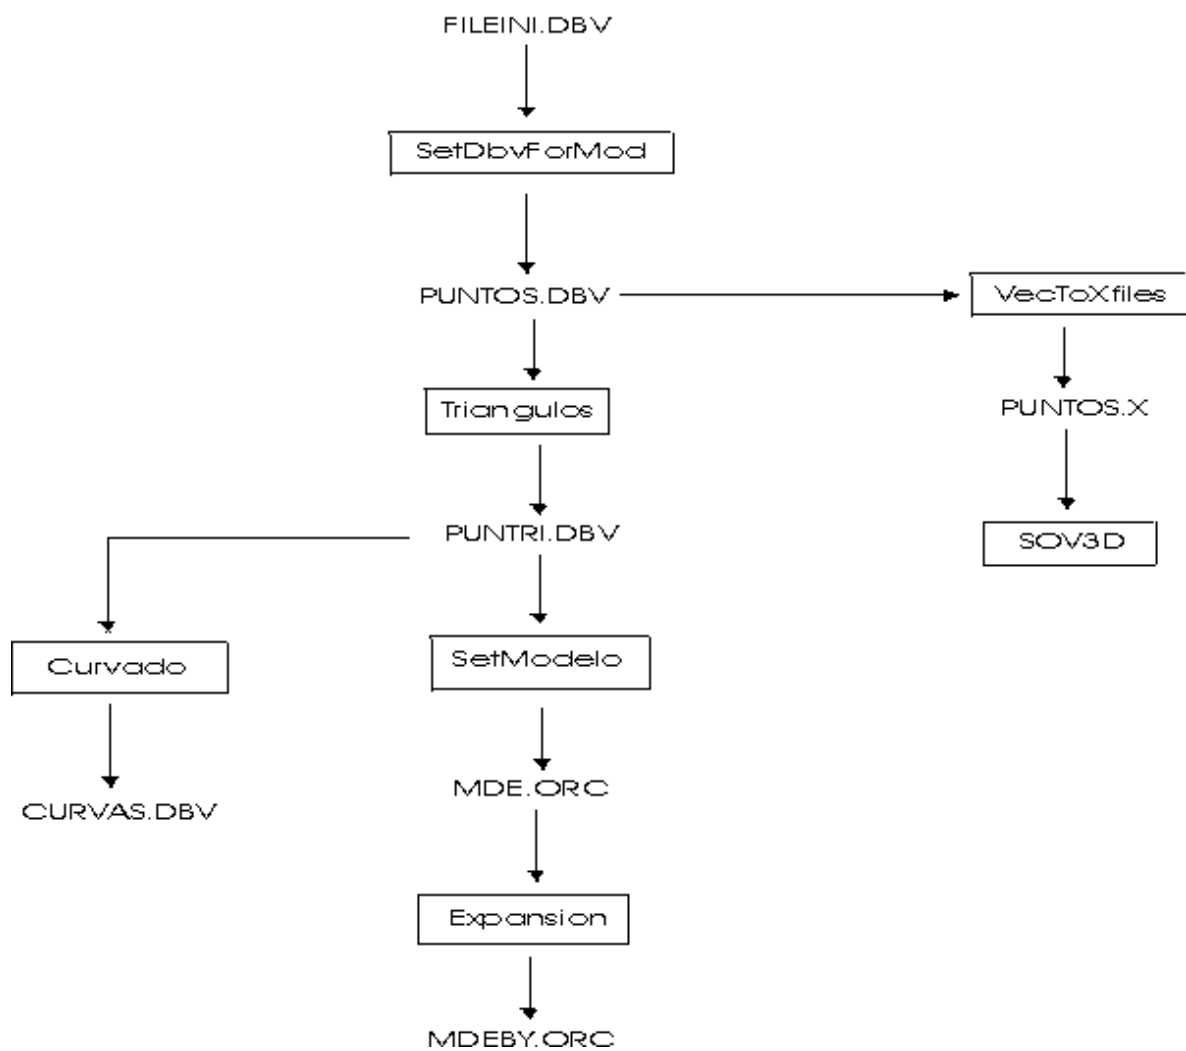 FILEINI.DBV
SetDbvForMod
PUNTOS.DBV
VecToXfiles
Triangulos
PUNTOS.X
PUNTRI.DBV
SOV3D
Curvado
SetModelo
MDE.ORC
CURVAS.DBV
Expansion
MDEBY.ORC